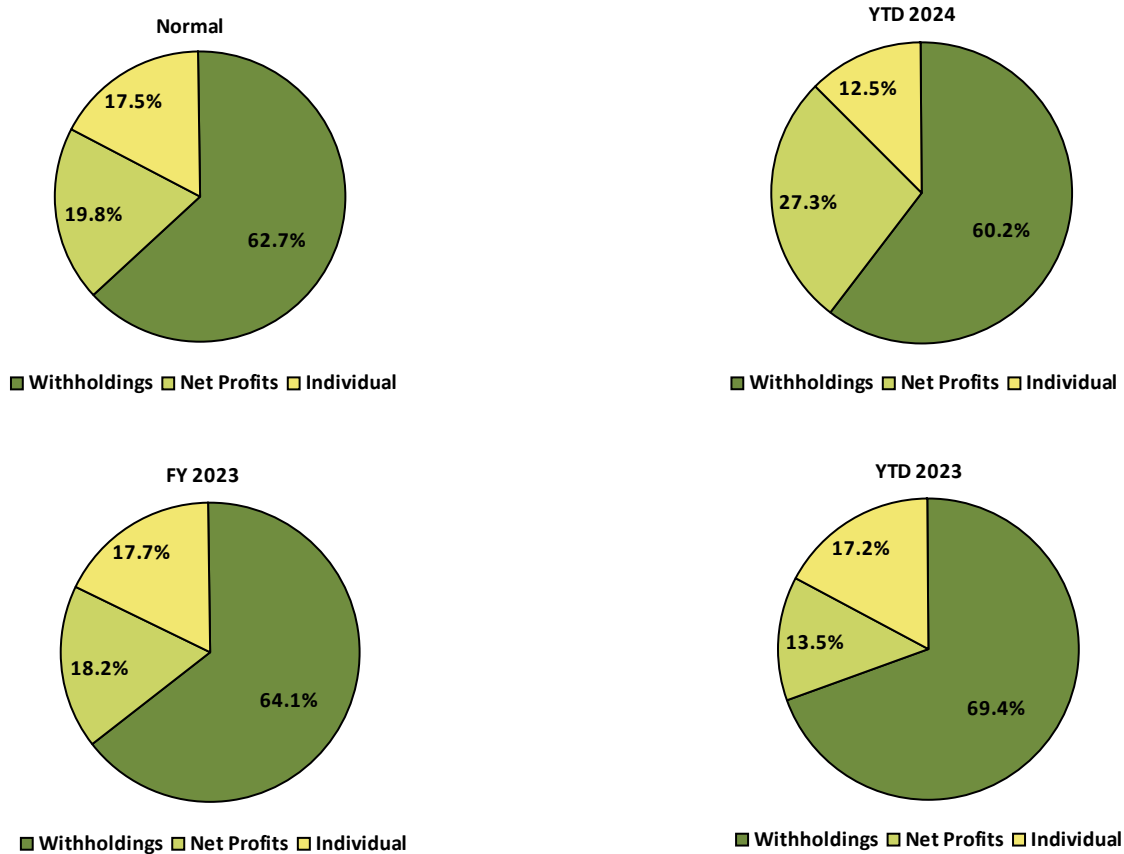 Normal
17.5%
19.8%
62.7%
Withholdings Net Profits Individual
YTD 2024
12.5%
27.3%
60.2%
Withholdings Net Profits Individual
FY 2023
17.7%
18.2%
64.1%
Withholdings Net Profits Individual
YTD 2023
17.2%
13.5%
69.4%
Withholdings Net Profits Individual